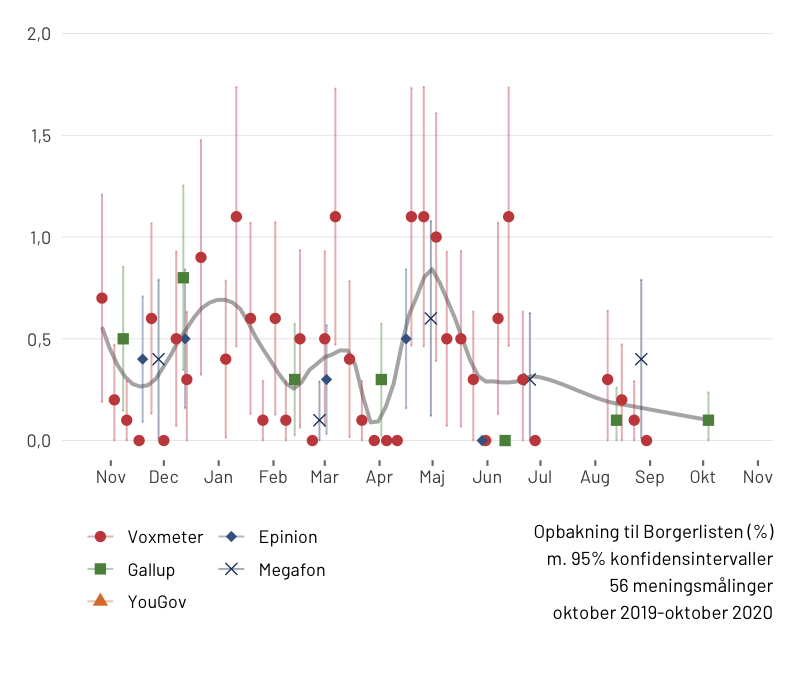 2,0
1,5
1,0
0,5
0,0
Nov Dec Jan Feb Mar Apr Maj Jun Jul Aug Sep Okt Nov
Voxmeter Epinion
Gallup Megafon
YouGov
Opbakning til Borgerlisten (%)
m. 95% konfidensintervaller
56 meningsmålinger
oktober 2019-oktober 2020